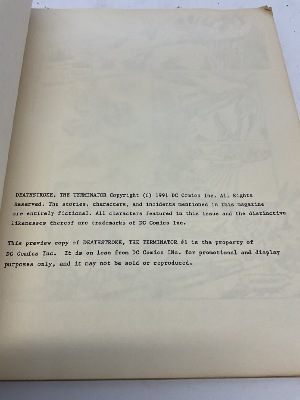 DEATHSTROKE, THE TERMINATOR Copyright (c) 1991 DC Comics Inc. All Rights
Reserved. The stories, characters, and incidents mentioned in this magazine
are entirely fictional. All characters featured in this issue and the distinctive
likenesses thereof are trademarks of DC Comics Inc.
This preview copy of DEATHSTROKE, THE TERMINATOR #1 is the property of
DC Comics Inc. It is on loan from DC Comics INc. for promotional and display
purposes only, and it may not be sold or reproduced.